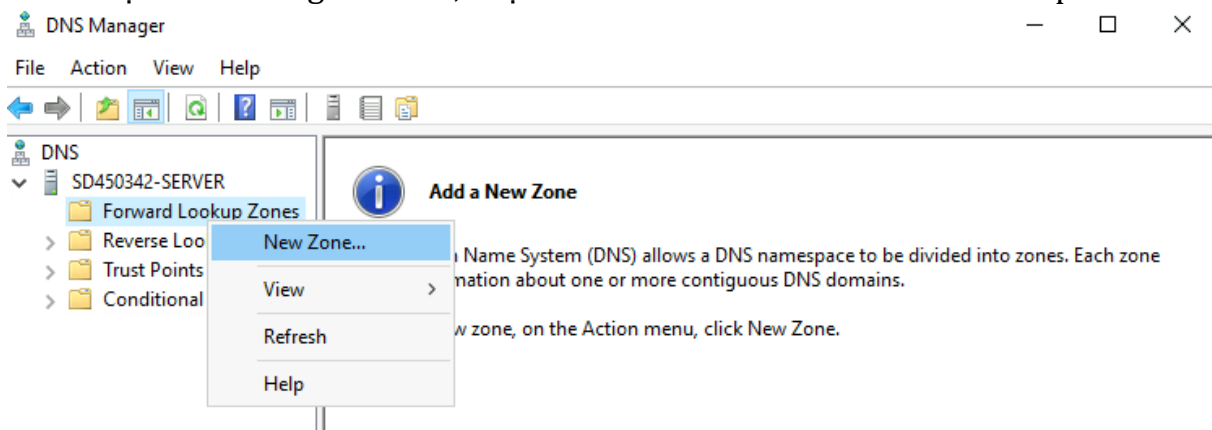 DNS Manager
File Action View Help
DNS
SD450342-SERVER
Forward Lookup Zones
Reverse Loo
Trust Points
Conditional
New Zone...
View
Refresh
Help
Add a New Zone
Name System (DNS) allows a DNS namespace to be divided into zones. Each zone
mation about one or more contiguous DNS domains.
w zone, on the Action menu, click New Zone.